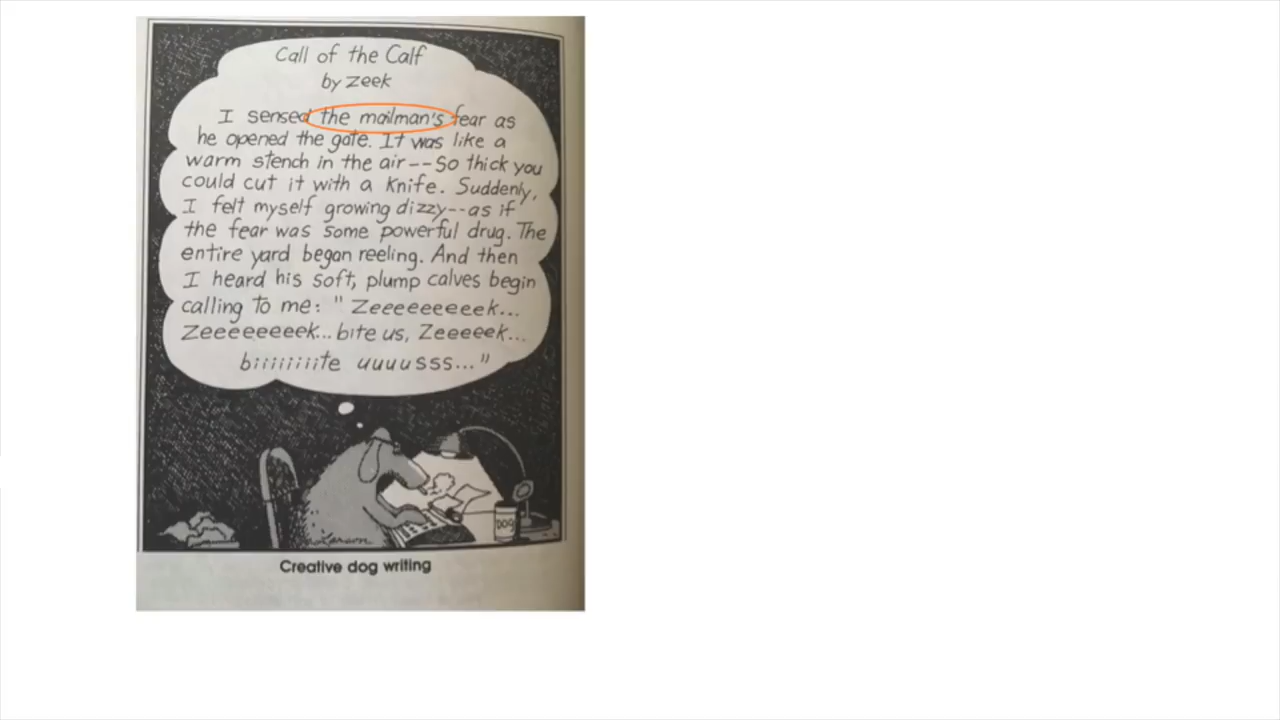 Call of the Calf
by Zeek
I sensed the mailman's fear as
he opened the gate. It was like a
warm stench in the air--So thick you
could cut it with a knife. Suddenly,
I felt myself growing dizzy--as if
the fear was some powerful drug. The
entire yard began reeling. And then
I heard his soft, plump calves begin
calling to me: "Zeeeeeeeeek...
Zeeeeeeeek... bite us, Zeeeeek...
biiiiiiiite uuuusss..."
DOG
Larson
Creative dog writing